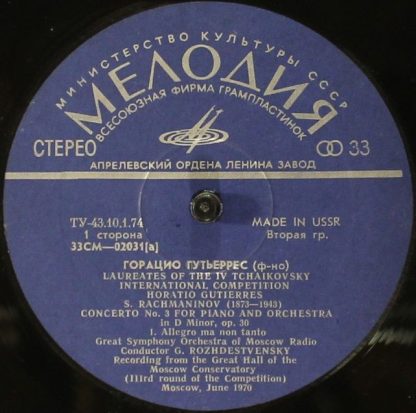 МИНИСТЕРСТВО КУЛЬТУРЫ СССР
МЕЛОДИЯ
ВСЕСОЮЗНАЯ ФИРМА ГРАМПЛАСТИНОК
СТЕРЕО 33
АПРЕЛЕВСКИЙ ОРДЕНА ЛЕНИНА ЗАВОД
ТУ-43.10.1.74 MADE IN USSR
1 сторона Вторая гр.
33СМ—02031[a]
ГОРАЦИО ГУТЬЕРРЕС (ф-но)
LAUREATES OF THE IV TCHAIKOVSKY
INTERNATIONAL COMPETITION
HORATIO GUTIERRES
S. RACHMANINOV (1873—1943)
CONCERTO No. 3 FOR PIANO AND ORCHESTRA
in D Minor, op. 30
1. Allegro ma non tanto
Great Symphony Orchestra of Moscow Radio
Conductor G. ROZHDESTVENSKY
Recording from the Great Hall of the
Moscow Conservatory
(IIIrd round of the Competition)
Moscow, June 1970